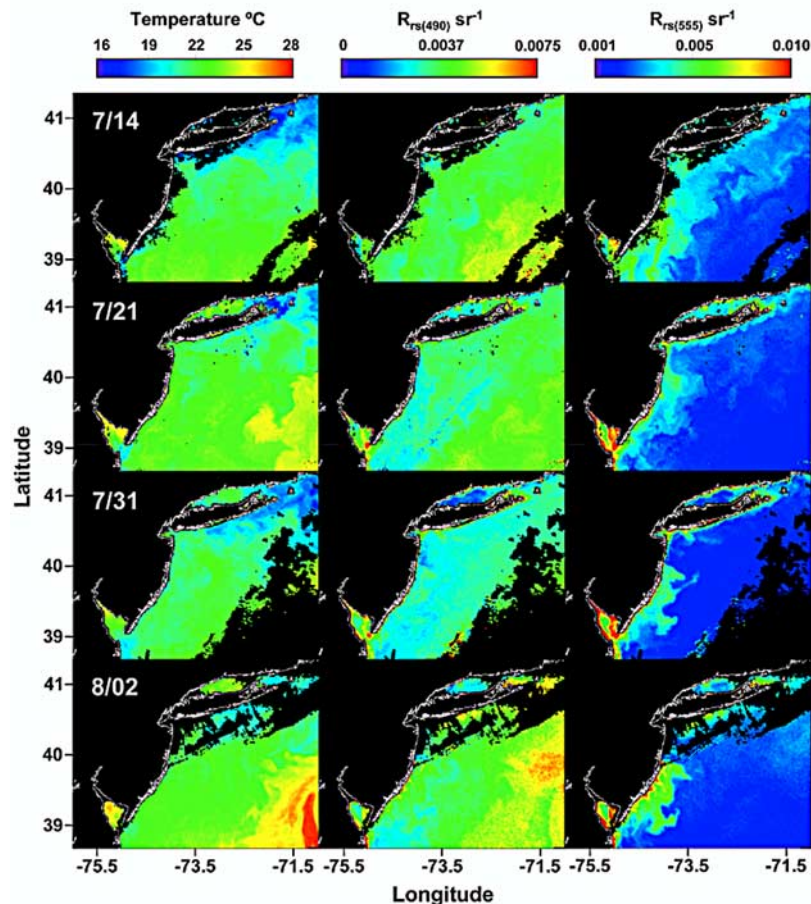 Temperature ºC
Rrs(490) sr-1
Rrs(555) sr-1
16 19 22 25 28
0 0.0037 0.0075
0.001 0.005 0.010
7/14
41
40
39
7/21
41
40
39
7/31
41
40
39
8/02
41
40
39
Latitude
-75.5 -73.5 -71.5 -75.5 -73.5 -71.5 -75.5 -73.5 -71.5
Longitude